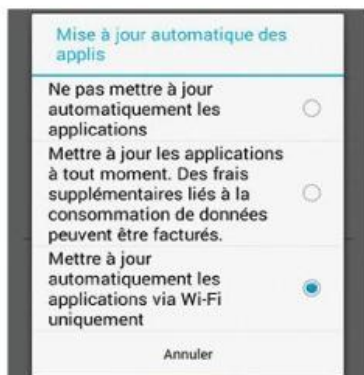 Mise à jour automatique des
applis
Ne pas mettre à jour
automatiquement les
applications
Mettre à jour les applications
à tout moment. Des frais
supplémentaires liés à la
consommation de données
peuvent être facturés.
Mettre à jour
automatiquement les
applications via Wi-Fi
uniquement
Annuler